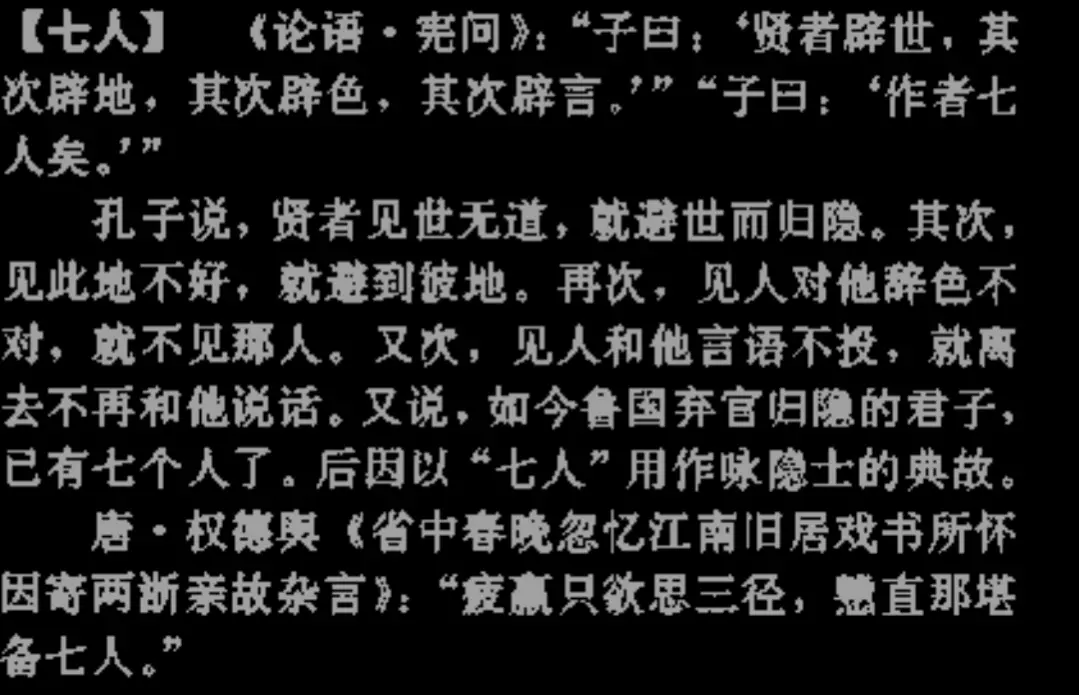 【七人】　《论语·宪问》：“子曰：‘贤者辟世，其
次辟地，其次辟色，其次辟言。’”“子曰：‘作者七
人矣。’”
孔子说，贤者见世无道，就避世而归隐。其次，
见此地不好，就避到彼地。再次，见人对他辞色不
对，就不见那人。又次，见人和他言语不投，就离
去不再和他说话。又说，如今鲁国弃官归隐的君子，
已有七个人了。后因以“七人”用作咏隐士的典故。
唐·权德舆《省中春晚忽忆江南旧居戏书所怀
因寄两浙亲故杂言》：“疲羸只欲思三径，戆直那堪
备七人。”